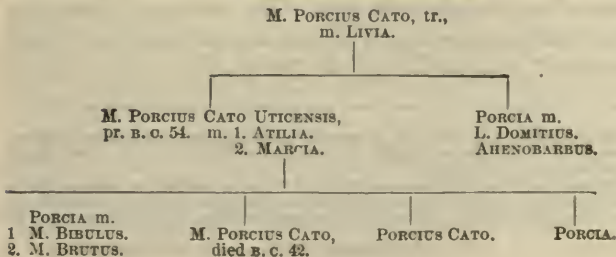 M. PORCIUS CATO, tr.,
m. LIVIA.
M. PORCIUS CATO UTICENSIS,
pr. B. C. 54. m. 1. ATILIA.
2. MARCIA.
PORCIA m.
L. DOMITIUS.
AHENOBARBUS.
PORCIA m.
1 M. BIBULUS.
2. M. BRUTUS.
M. PORCIUS CATO,
died B. C. 42.
PORCIUS CATO.
PORCIA.